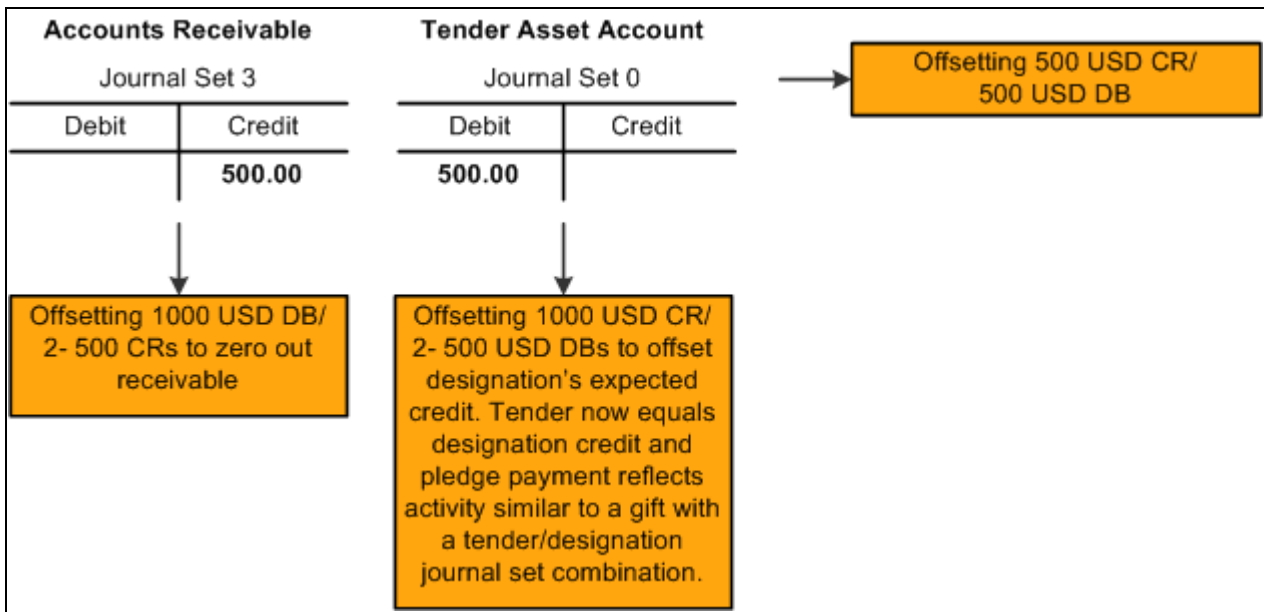 Accounts Receivable
Journal Set 3
Debit Credit
500.00
Tender Asset Account
Journal Set 0
Debit Credit
500.00
Offsetting 500 USD CR/
500 USD DB
Offsetting 1000 USD DB/
2- 500 CRs to zero out
receivable
Offsetting 1000 USD CR/
2- 500 USD DBs to offset
designation's expected
credit. Tender now equals
designation credit and
pledge payment reflects
activity similar to a gift with
a tender/designation
journal set combination.